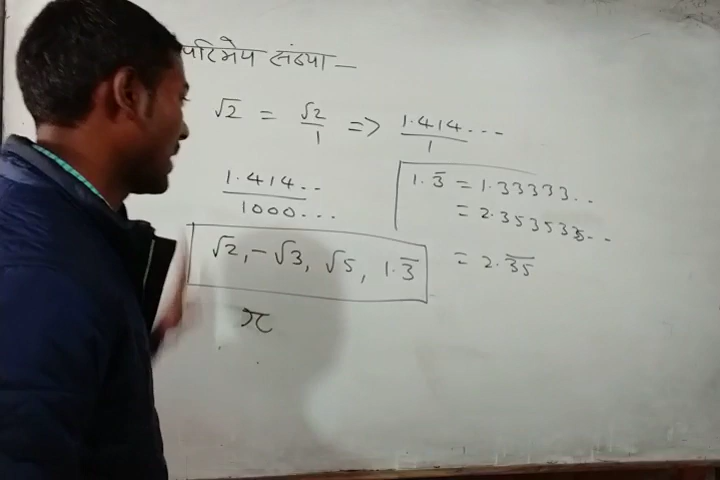 परिमेय संख्या —
√2 = √2/1 => 1.414.../1
1.414../1000...
1.3̅ = 1.33333..
= 2.353535..
= 2.3̅5̅
√2, -√3, √5, 1.3̅
π